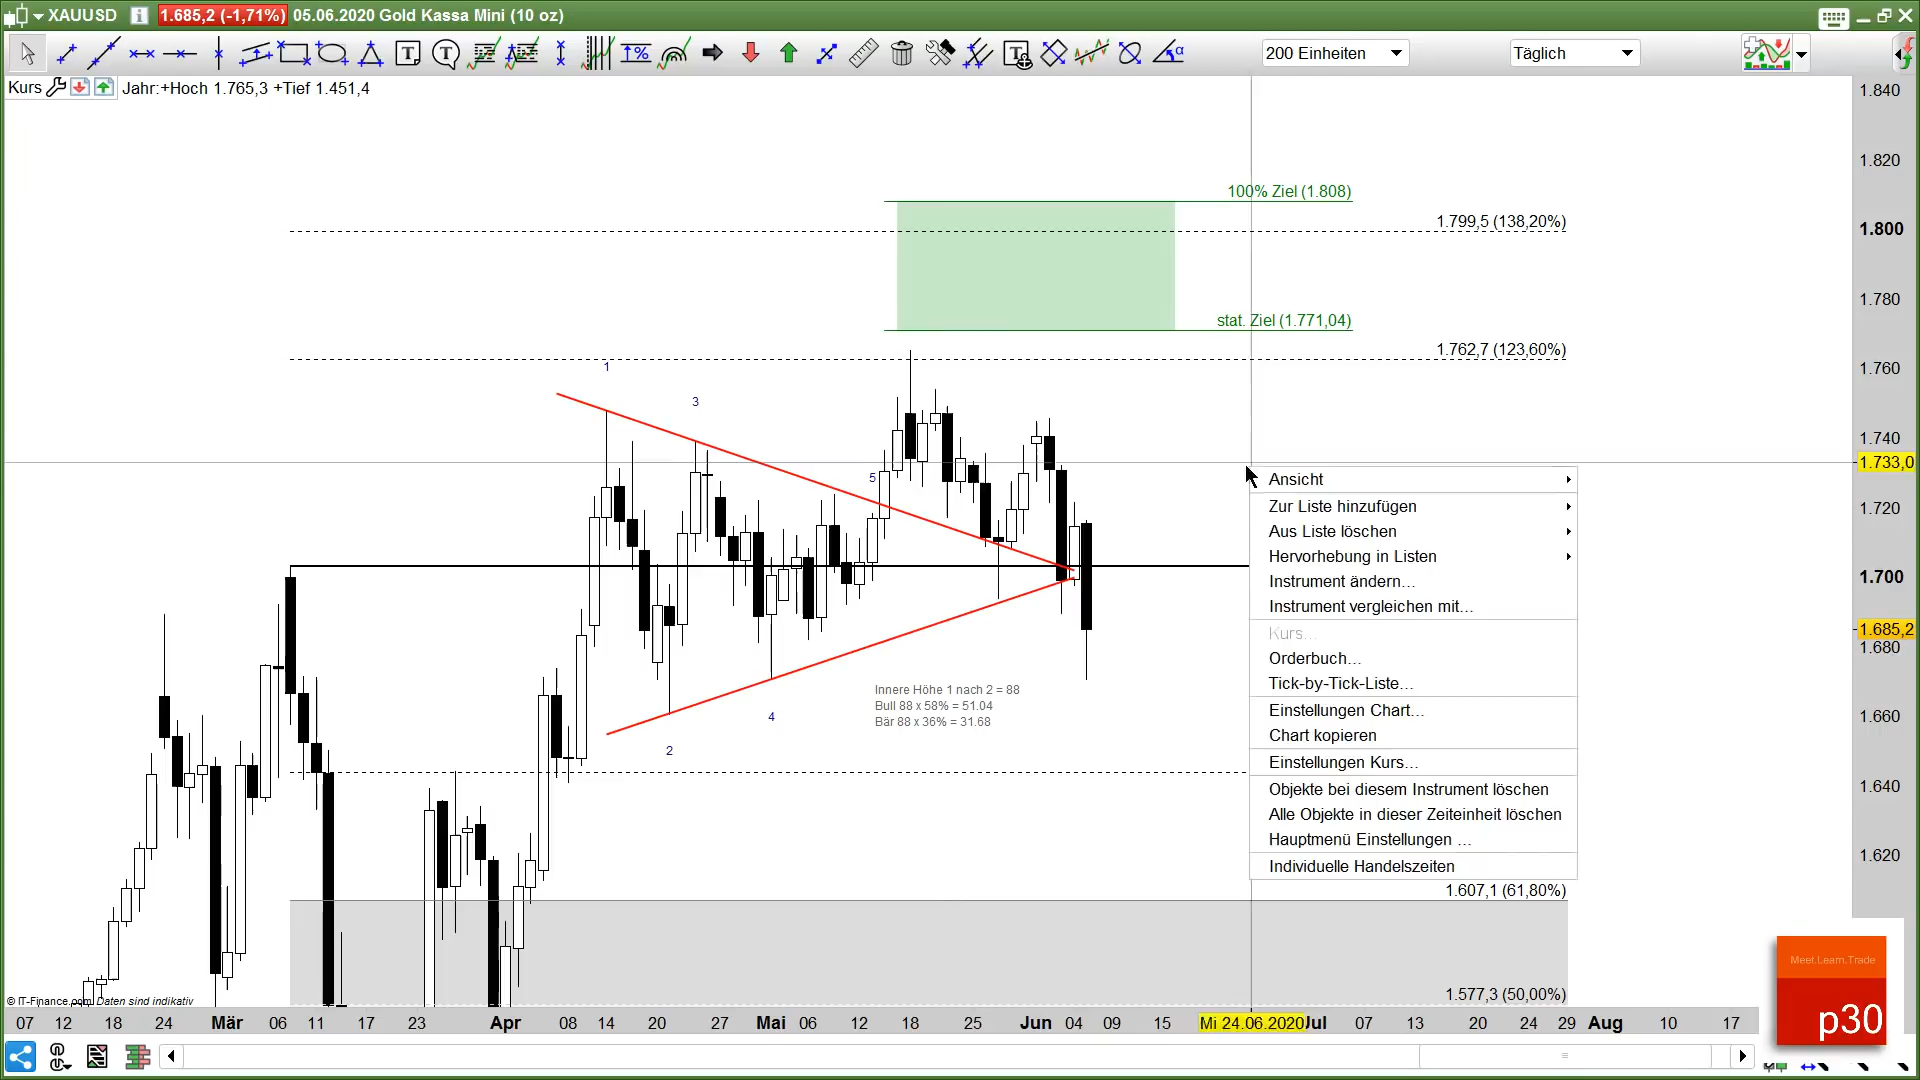 XAUUSD 1.685,2 (-1,71%) 05.06.2020 Gold Kassa Mini (10 oz)
200 Einheiten
Täglich
Kurs Jahr:+Hoch 1.765,3 +Tief 1.451,4
1.840
1.820
100% Ziel (1.808)
1.799,5 (138,20%)
1.800
1.780
stat. Ziel (1.771,04)
1.762,7 (123,60%)
1.760
1
3
1.740
1.733,0
5
Ansicht
Zur Liste hinzufügen
1.720
Aus Liste löschen
Hervorhebung in Listen
Instrument ändern...
1.700
Instrument vergleichen mit...
Kurs...
1.685,2
1.680
Orderbuch...
Tick-by-Tick-Liste...
Innere Höhe 1 nach 2 = 88
Bull 88 x 58% = 51.04
Bär 88 x 36% = 31.68
Einstellungen Chart...
1.660
4
Chart kopieren
2
Einstellungen Kurs...
Objekte bei diesem Instrument löschen
1.640
Alle Objekte in dieser Zeiteinheit löschen
Hauptmenü Einstellungen ...
1.620
Individuelle Handelszeiten
1.607,1 (61,80%)
Meet.Learn.Trade
p30
1.577,3 (50,00%)
© IT-Finance.com Daten sind indikativ
07 12 18 24 Mär 06 11 17 23 Apr 08 14 20 27 Mai 06 12 18 25 Jun 04 09 15 Mi 24.06.2020 Jul 07 13 20 24 29 Aug 10 17